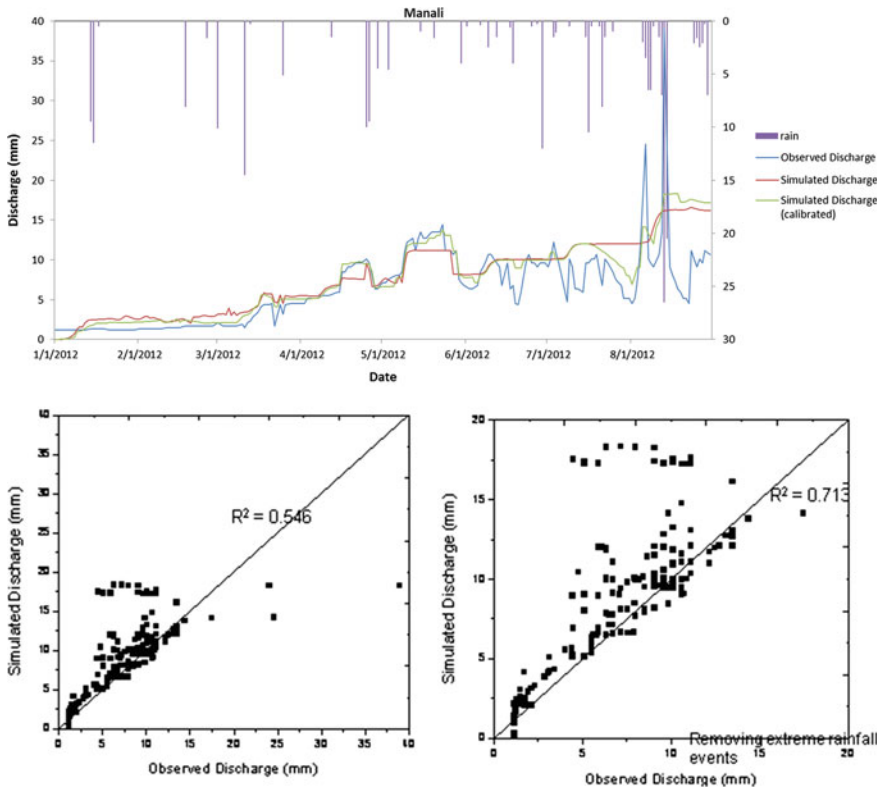 Manali
40
35
30
25
20
15
10
5
0
Discharge (mm)
0
5
10
15
20
25
30
1/1/2012 2/1/2012 3/1/2012 4/1/2012 5/1/2012 6/1/2012 7/1/2012 8/1/2012
Date
rain
Observed Discharge
Simulated Discharge
Simulated Discharge
(calibrated)
40
35
30
25
20
15
10
5
0
Simulated Discharge (mm)
R² = 0.546
0 5 10 15 20 25 30 35 40
Observed Discharge (mm)
20
15
10
5
0
Simulated Discharge (mm)
R² = 0.713
Removing extreme rainfall
events
0 5 10 15 20
Observed Discharge (mm)